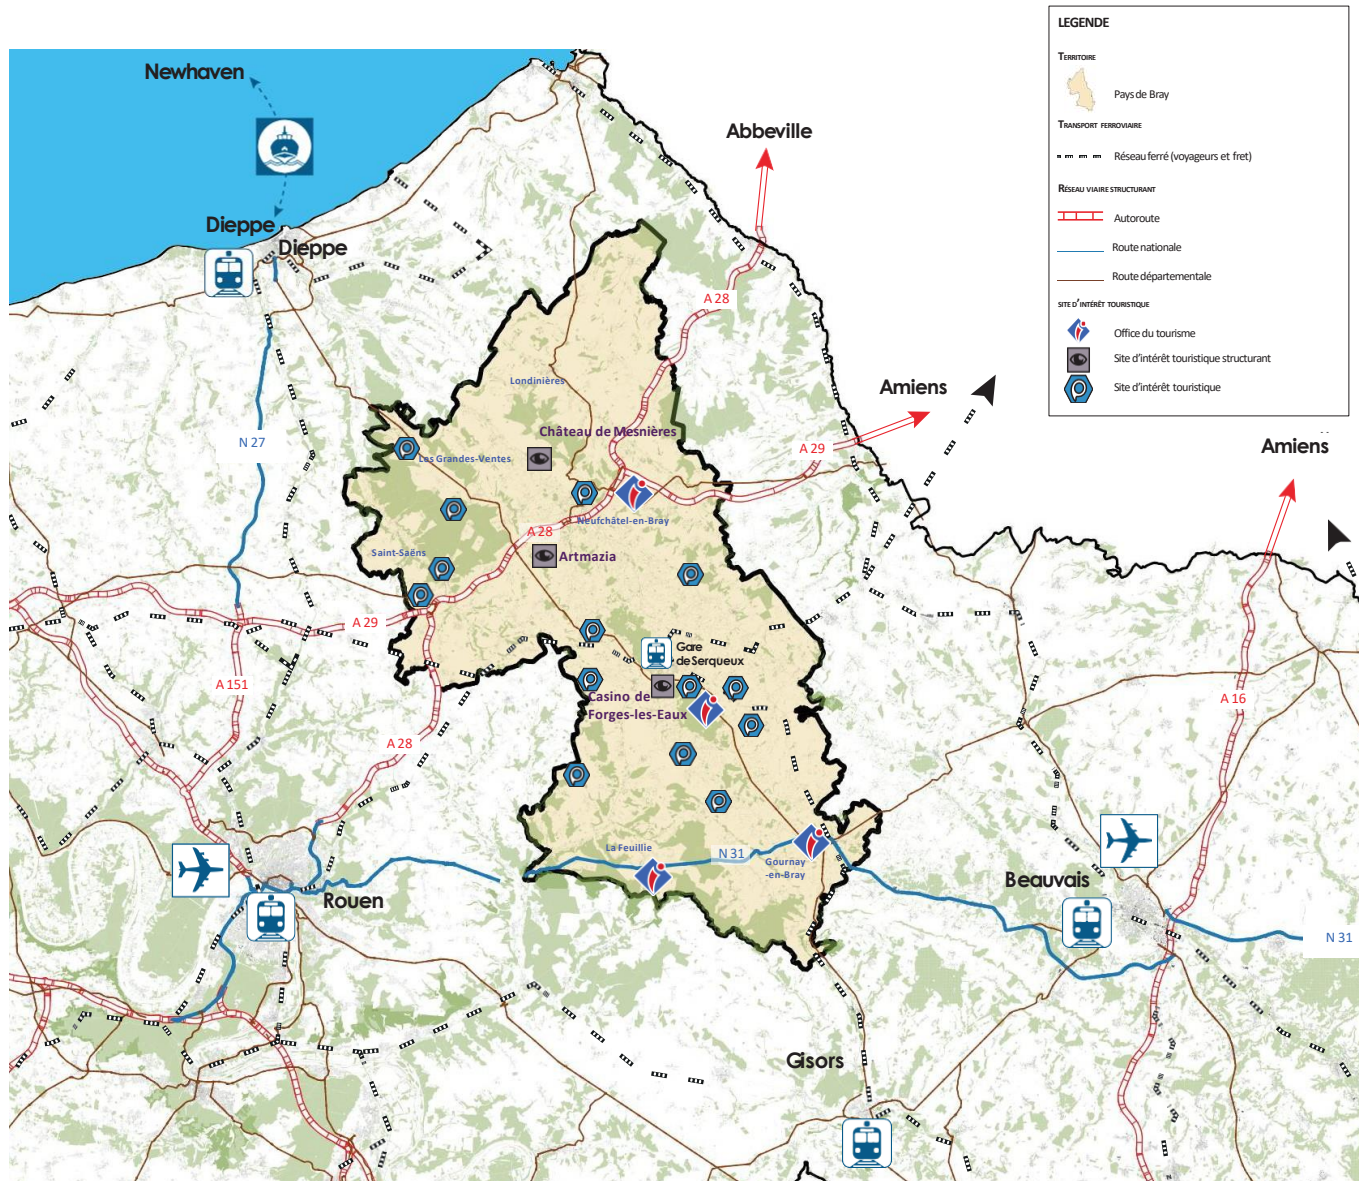 LEGENDE
TERRITOIRE
Pays de Bray
TRANSPORT FERROVIAIRE
Réseau ferré (voyageurs et fret)
RÉSEAU VIAIRE STRUCTURANT
Autoroute
Route nationale
Route départementale
SITE D'INTÉRÊT TOURISTIQUE
Office du tourisme
Site d'intérêt touristique structurant
Site d'intérêt touristique
Newhaven
Abbeville
Dieppe
Dieppe
A 28
Londinières
Amiens
Château de Mesnières
N 27
A 29
Amiens
Les Grandes-Ventes
Neufchâtel-en-Bray
A 28
Saint-Saëns
Artmazia
A 29
Gare
de Serqueux
A 151
Casino de
Forges-les-Eaux
A 16
A 28
La Feuillie
N 31
Gournay
-en-Bray
Beauvais
Rouen
N 31
Gisors